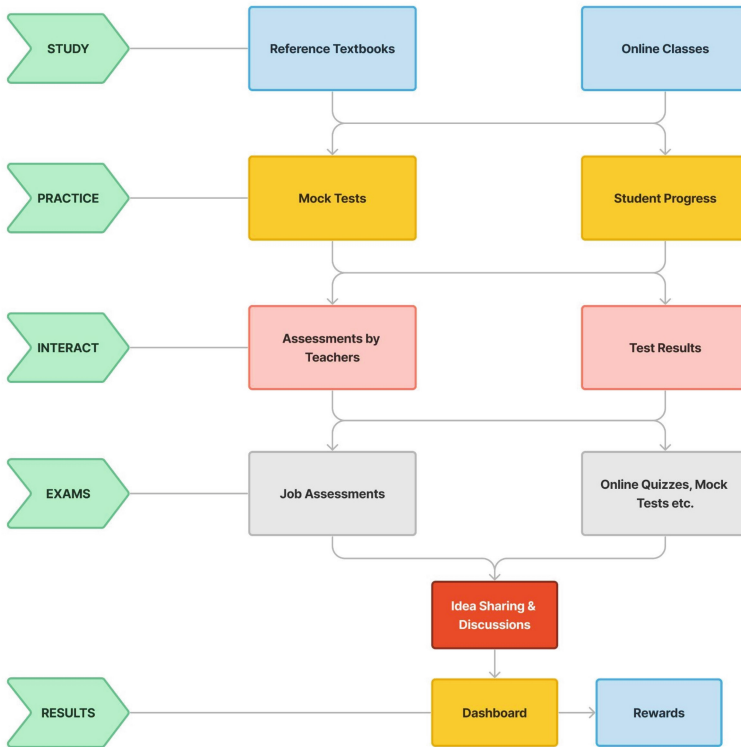 STUDY
Reference Textbooks
Online Classes
PRACTICE
Mock Tests
Student Progress
INTERACT
Assessments by
Teachers
Test Results
EXAMS
Job Assessments
Online Quizzes, Mock
Tests etc.
Idea Sharing &
Discussions
RESULTS
Dashboard
Rewards